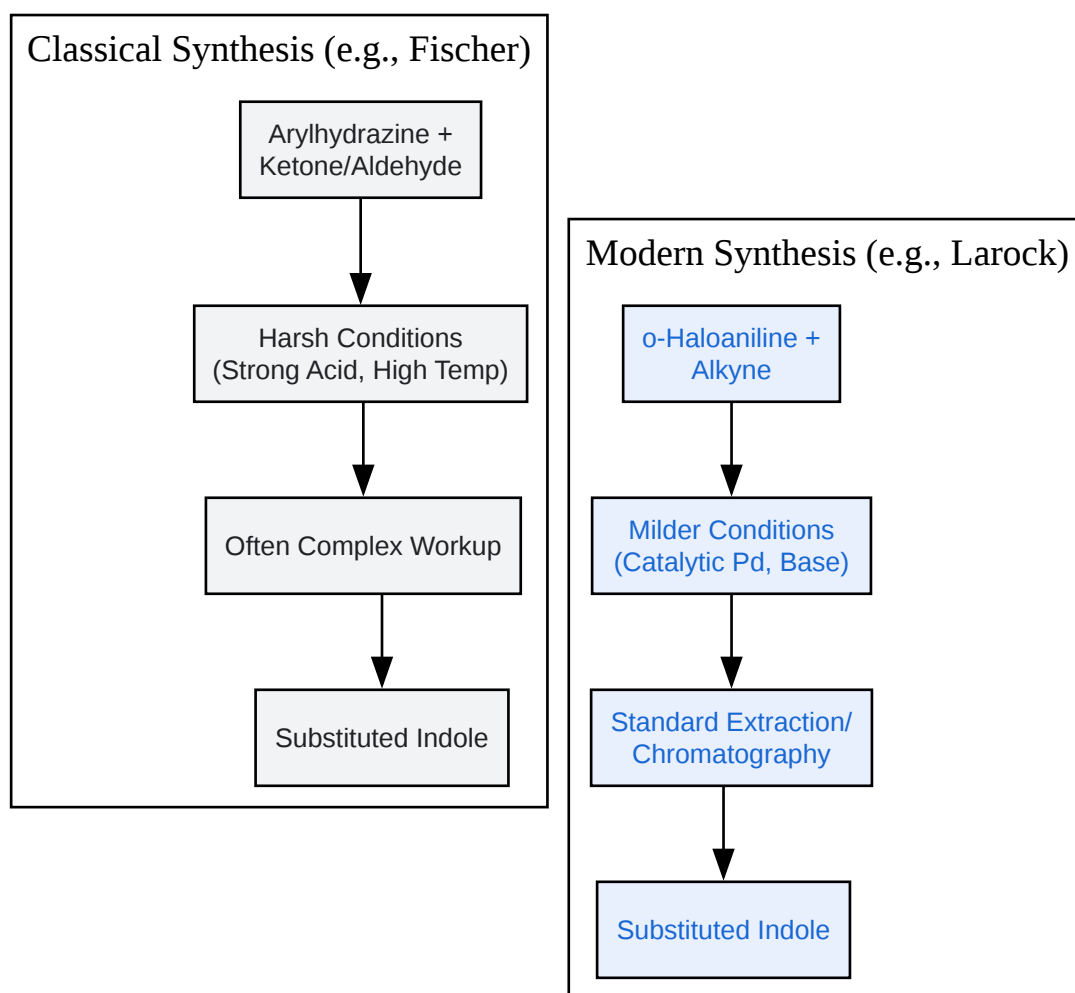 Classical Synthesis (e.g., Fischer)
Arylhydrazine +
Ketone/Aldehyde
Harsh Conditions
(Strong Acid, High Temp)
Often Complex Workup
Substituted Indole
Modern Synthesis (e.g., Larock)
o-Haloaniline +
Alkyne
Milder Conditions
(Catalytic Pd, Base)
Standard Extraction/
Chromatography
Substituted Indole